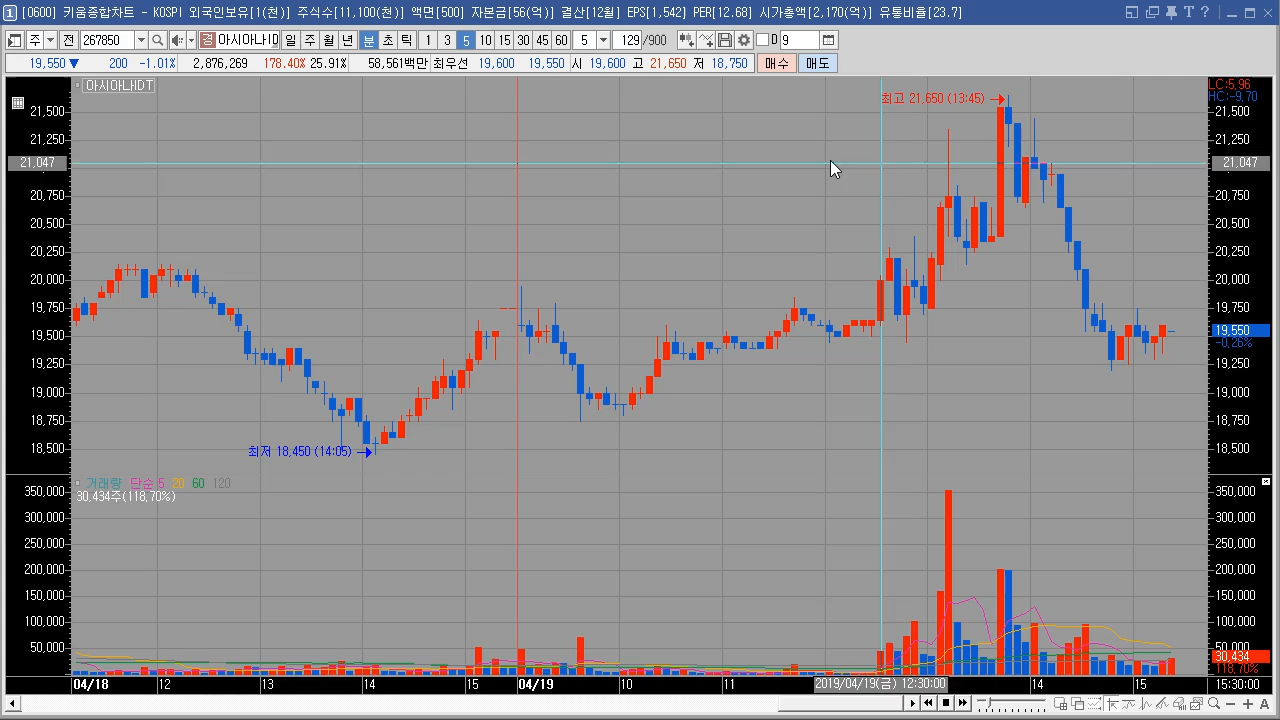 1 [0600] 키움종합차트 - KOSPI 외국인보유[1(천)] 주식수[11,100(천)] 액면[500] 자본금[56(억)] 결산[12월] EPS[1,542] PER[12.68] 시가총액[2,170(억)] 유통비율[23.7] T ?
주 전 267850 경 아시아나ID 일 주 월 년 분 초 틱 1 3 5 10 15 30 45 60 5 129 /900 D 9
19,550 ▼ 200 -1.01% 2,876,269 178.40% 25.91% 58,561백만 최우선 19,600 19,550 시 19,600 고 21,650 저 18,750 매수 매도
아시아나IDT
LC:5.96
HC:-9.70
최고 21,650 (13:45)
21,500 21,500
21,250 21,250
21,047 21,047
20,750 20,750
20,500 20,500
20,250 20,250
20,000 20,000
19,750 19,750
19,550
-0.26%
19,500
19,250 19,250
19,000 19,000
18,750 18,750
18,500 최저 18,450 (14:05) 18,500
거래량 단순 5 20 60 120
30,434주(118.70%)
350,000 350,000
300,000 300,000
250,000 250,000
200,000 200,000
150,000 150,000
100,000 100,000
50,000 50,000
30,434
118.70%
04/18 12 13 14 15 04/19 10 11 2019/04/19(금) 12:30:00 14 15 15:30:00
A